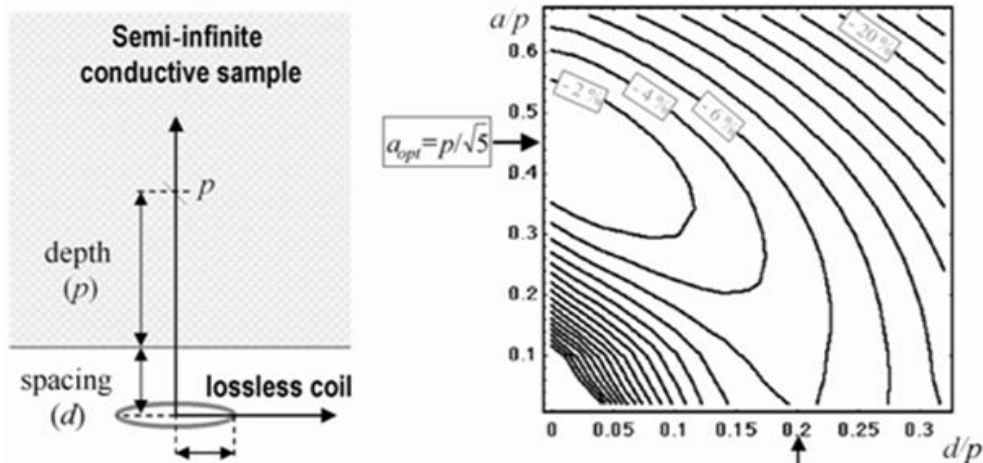 Semi-infinite
conductive sample
p
depth
(p)
spacing
(d)
lossless coil
a/p
0.6
0.5
0.4
0.3
0.2
0.1
a_opt=p/√5
- 2 %
- 4 %
- 6 %
- 20 %
0 0.05 0.1 0.15 0.2 0.25 0.3
d/p